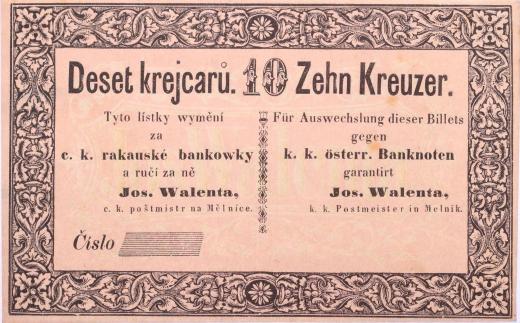 Deset krejcarů. 10 Zehn Kreuzer.
Tyto lístky wymění
za
c. k. rakauské bankowky
a ručí za ně
Jos. Walenta,
c. k. poštmistr na Mělnice.
Číslo
Für Auswechslung dieser Billets
gegen
k. k. österr. Banknoten
garantirt
Jos. Walenta,
k. k. Postmeister in Melnik.